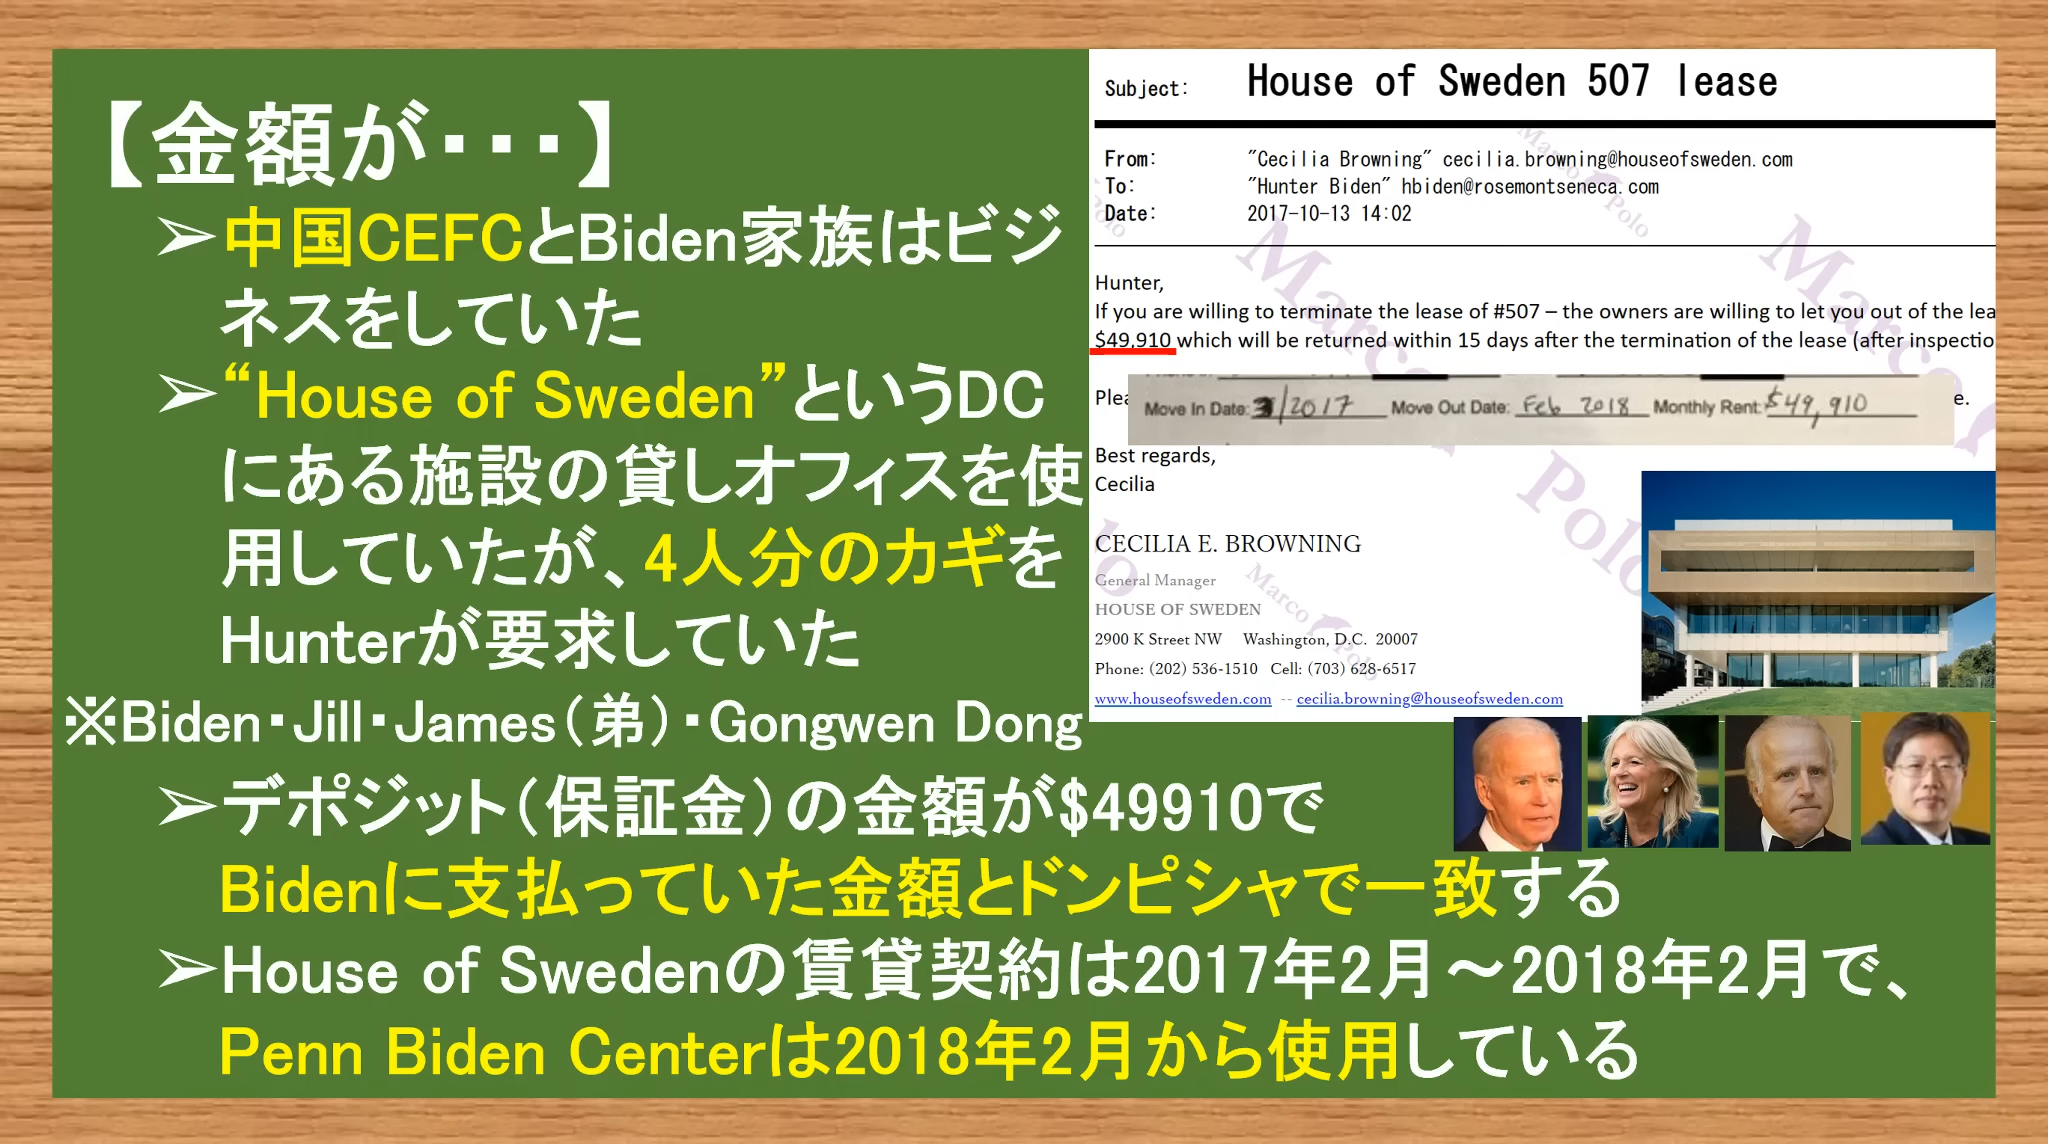 【金額が・・・】
➢中国CEFCとBiden家族はビジ
ネスをしていた
➢“House of Sweden”というDC
にある施設の貸しオフィスを使
用していたが、4人分のカギを
Hunterが要求していた
※Biden・Jill・James（弟）・Gongwen Dong
➢デポジット（保証金）の金額が$49910で
Bidenに支払っていた金額とドンピシャで一致する
➢House of Swedenの賃貸契約は2017年2月～2018年2月で、
Penn Biden Centerは2018年2月から使用している
Subject: House of Sweden 507 lease
From: "Cecilia Browning" cecilia.browning@houseofsweden.com
To: "Hunter Biden" hbiden@rosemontseneca.com
Date: 2017-10-13 14:02
Hunter,
If you are willing to terminate the lease of #507 – the owners are willing to let you out of the lea
$49,910 which will be returned within 15 days after the termination of the lease (after inspectio
Plea
e.
Move In Date: /2017 Move Out Date: Feb 2018 Monthly Rent: $49,910
Best regards,
Cecilia
CECILIA E. BROWNING
General Manager
HOUSE OF SWEDEN
2900 K Street NW Washington, D.C. 20007
Phone: (202) 536-1510 Cell: (703) 628-6517
www.houseofsweden.com -- cecilia.browning@houseofsweden.com
Marco Polo
Marco Polo
Marco Polo
Marco